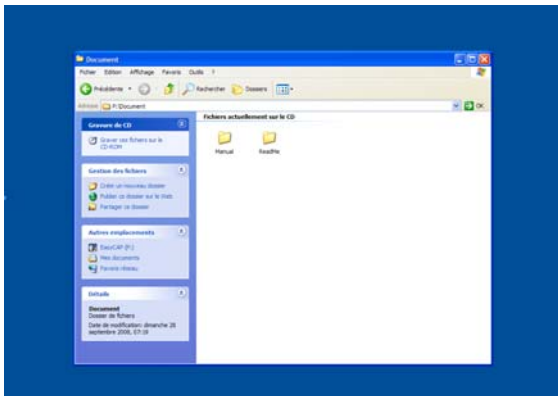 Document
Fichier Edition Affichage Favoris Outils ?
Précédente Rechercher Dossiers
Adresse F:\Document OK
Fichiers actuellement sur le CD
Gravure de CD
Graver ces fichiers sur le
CD-ROM
Manual ReadMe
Gestion des fichiers
Créer un nouveau dossier
Publier ce dossier sur le Web
Partager ce dossier
Autres emplacements
EasyCAP (F:)
Mes documents
Favoris réseau
Détails
Document
Dossier de fichiers
Date de modification: dimanche 28
septembre 2008, 07:18